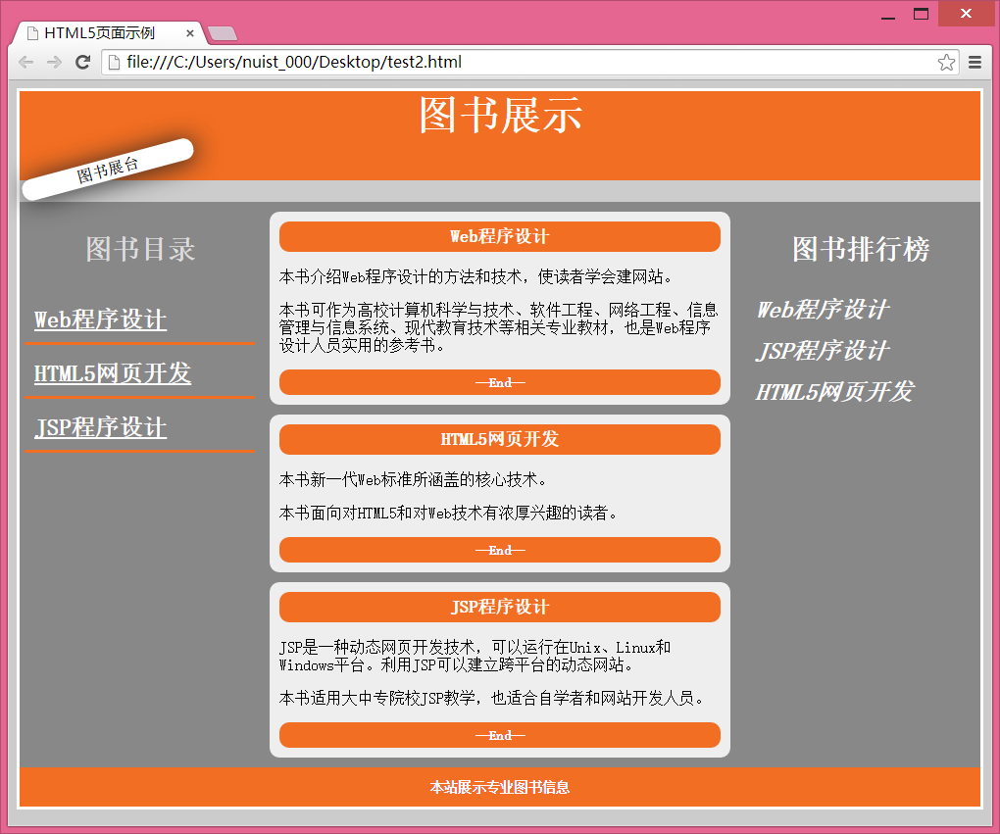 HTML5页面示例
file:///C:/Users/nuist_000/Desktop/test2.html
图书展示
图书展台
图书目录
Web程序设计
HTML5网页开发
JSP程序设计
Web程序设计
本书介绍Web程序设计的方法和技术，使读者学会建网站。
本书可作为高校计算机科学与技术、软件工程、网络工程、信息
管理与信息系统、现代教育技术等相关专业教材，也是Web程序
设计人员实用的参考书。
—End—
HTML5网页开发
本书新一代Web标准所涵盖的核心技术。
本书面向对HTML5和对Web技术有浓厚兴趣的读者。
—End—
JSP程序设计
JSP是一种动态网页开发技术，可以运行在Unix、Linux和
Windows平台。利用JSP可以建立跨平台的动态网站。
本书适用大中专院校JSP教学，也适合自学者和网站开发人员。
—End—
图书排行榜
Web程序设计
JSP程序设计
HTML5网页开发
本站展示专业图书信息